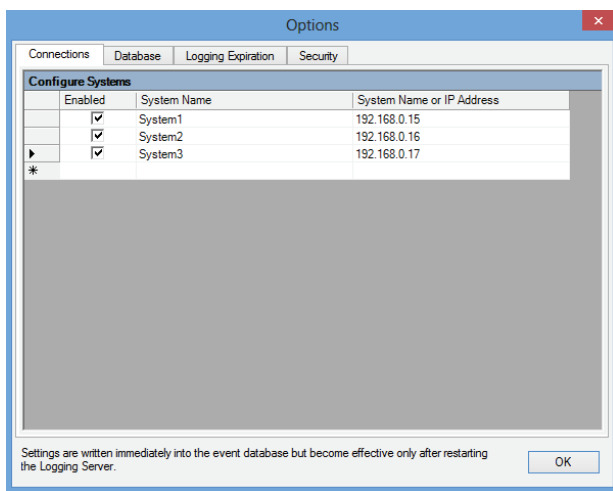 Options
Connections Database Logging Expiration Security
Configure Systems
Enabled System Name System Name or IP Address
System1 192.168.0.15
System2 192.168.0.16
System3 192.168.0.17
Settings are written immediately into the event database but become effective only after restarting
the Logging Server.
OK